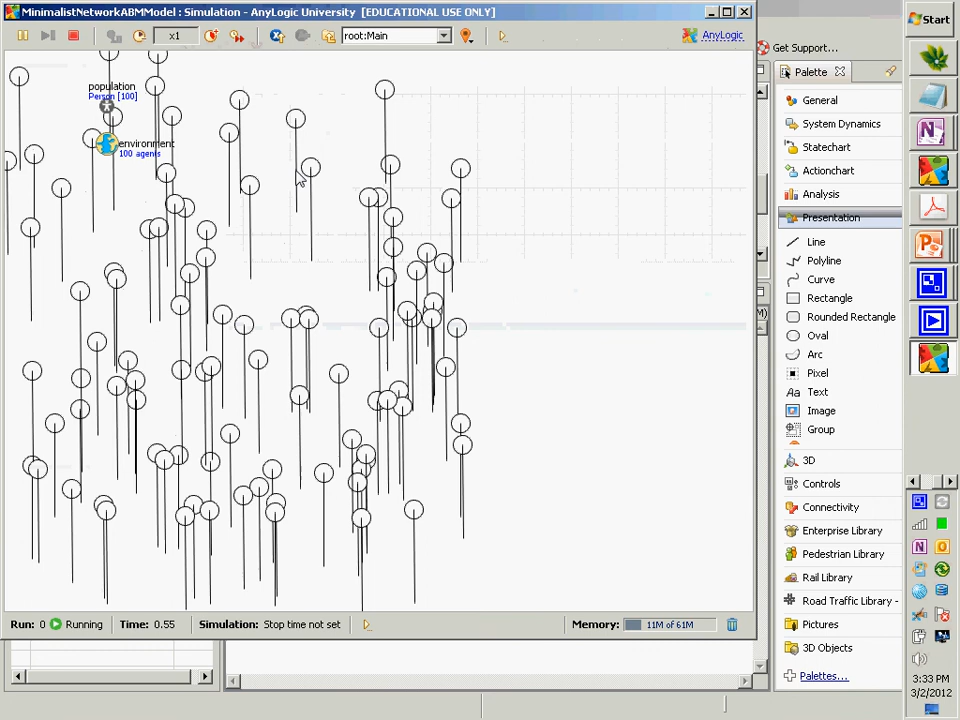 MinimalistNetworkABMModel : Simulation - AnyLogic University [EDUCATIONAL USE ONLY]
Start
x1
root:Main
AnyLogic
Get Support...
population
Person [100]
environment
100 agents
Palette
General
System Dynamics
Statechart
Actionchart
Analysis
Presentation
Line
Polyline
Curve
Rectangle
Rounded Rectangle
Oval
Arc
Pixel
Aa Text
Image
Group
3D
Controls
Connectivity
Enterprise Library
Pedestrian Library
Rail Library
Road Traffic Library -
Pictures
3D Objects
Palettes...
M)
Run: 0 Running
Time: 0.55
Simulation: Stop time not set
Memory: 11M of 61M
3:33 PM
3/2/2012